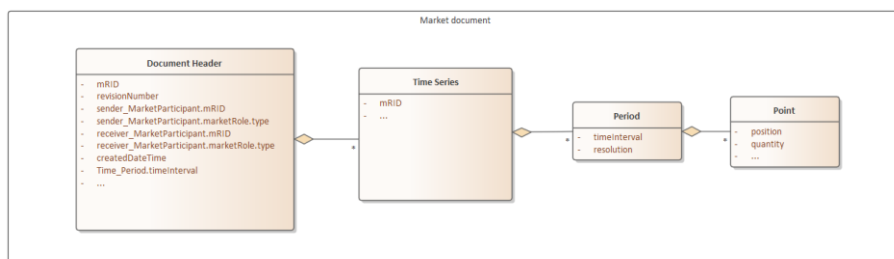 Market document
Document Header
- mRID
- revisionNumber
- sender_MarketParticipant.mRID
- sender_MarketParticipant.marketRole.type
- receiver_MarketParticipant.mRID
- receiver_MarketParticipant.marketRole.type
- createdDateTime
- Time_Period.timeInterval
- ...
*
Time Series
- mRID
- ...
*
Period
- timeInterval
- resolution
*
Point
- position
- quantity
- ...